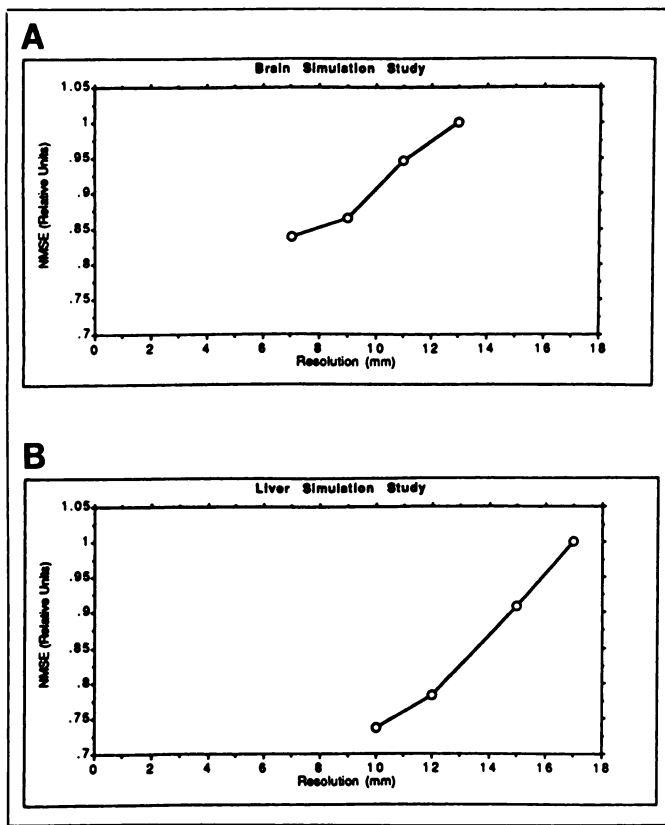 A
Brain Simulation Study
NMSE (Relative Units)
1.05
1
.95
.9
.85
.8
.75
.7
0 2 4 6 8 10 12 14 16 18
Resolution (mm)
B
Liver Simulation Study
NMSE (Relative Units)
1.05
1
.95
.9
.85
.8
.75
.7
0 2 4 6 8 10 12 14 16 18
Resolution (mm)